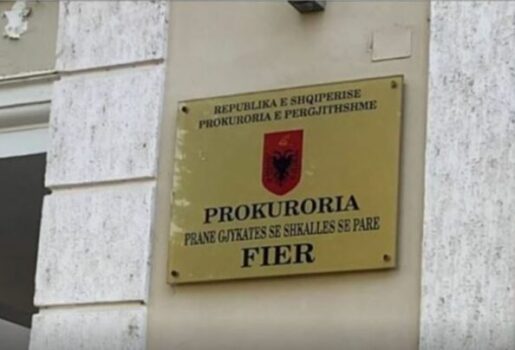 REPUBLIKA E SHQIPERISE
PROKURORIA E PERGJITHSHME
PROKURORIA
PRANE GJYKATES SE SHKALLES SE PARE
FIER